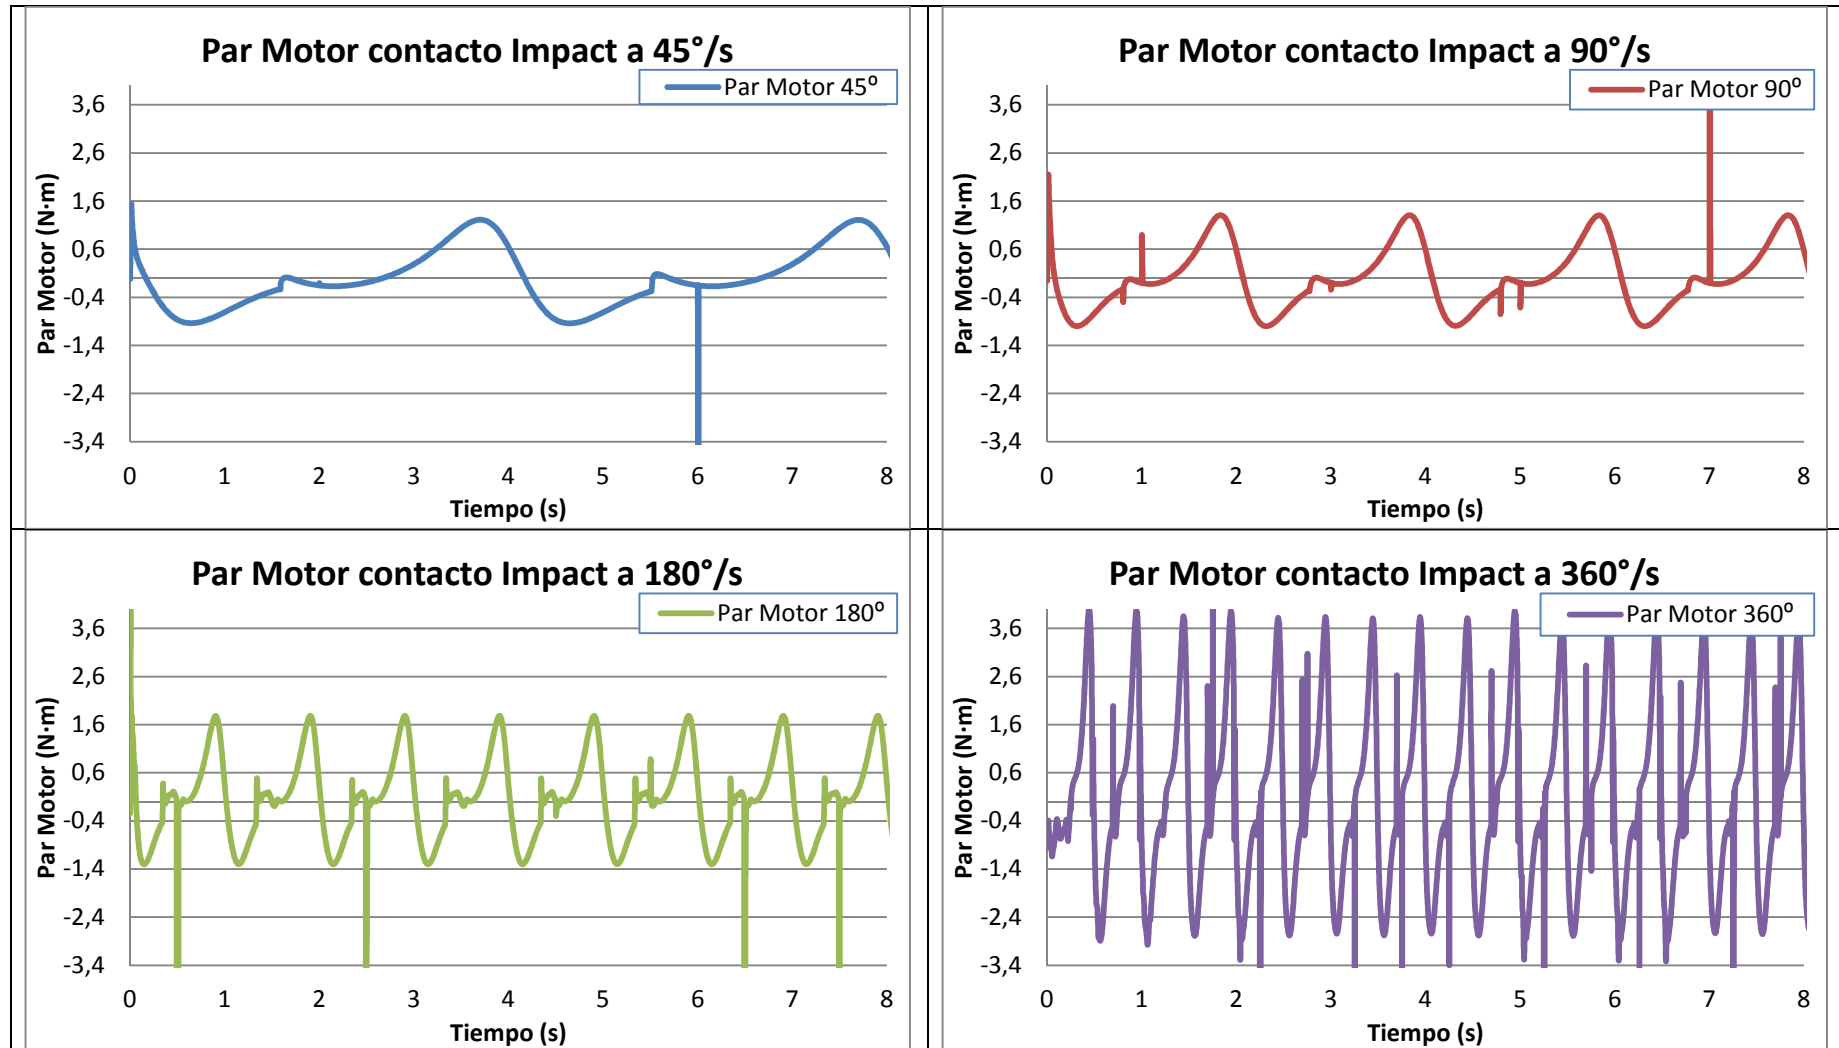 Par Motor contacto Impact a 45°/s
Par Motor 45º
Par Motor (N·m)
3,6
2,6
1,6
0,6
-0,4
-1,4
-2,4
-3,4
0 1 2 3 4 5 6 7 8
Tiempo (s)
Par Motor contacto Impact a 90°/s
Par Motor 90º
Par Motor (N·m)
3,6
2,6
1,6
0,6
-0,4
-1,4
-2,4
-3,4
0 1 2 3 4 5 6 7 8
Tiempo (s)
Par Motor contacto Impact a 180°/s
Par Motor 180º
Par Motor (N·m)
3,6
2,6
1,6
0,6
-0,4
-1,4
-2,4
-3,4
0 1 2 3 4 5 6 7 8
Tiempo (s)
Par Motor contacto Impact a 360°/s
Par Motor 360º
Par Motor (N·m)
3,6
2,6
1,6
0,6
-0,4
-1,4
-2,4
-3,4
0 1 2 3 4 5 6 7 8
Tiempo (s)